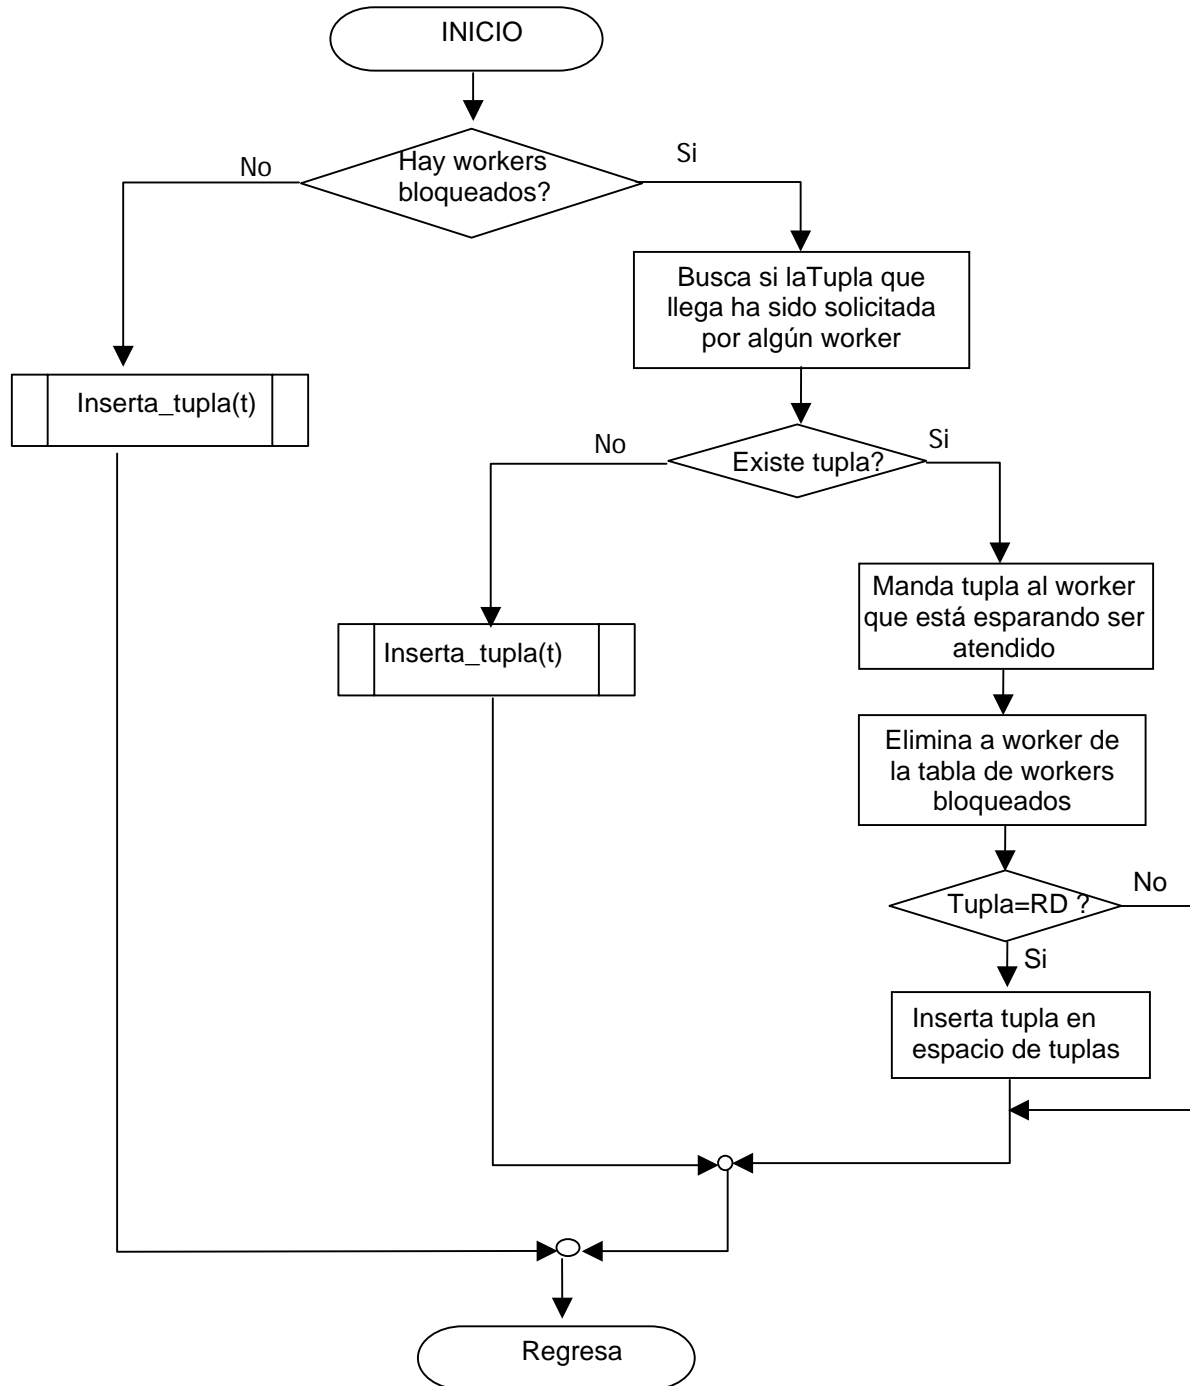 INICIO
Hay workers
bloqueados?
No
Si
Busca si laTupla que
llega ha sido solicitada
por algún worker
Inserta_tupla(t)
No
Si
Existe tupla?
Manda tupla al worker
que está esparando ser
atendido
Inserta_tupla(t)
Elimina a worker de
la tabla de workers
bloqueados
No
Tupla=RD ?
Si
Inserta tupla en
espacio de tuplas
Regresa